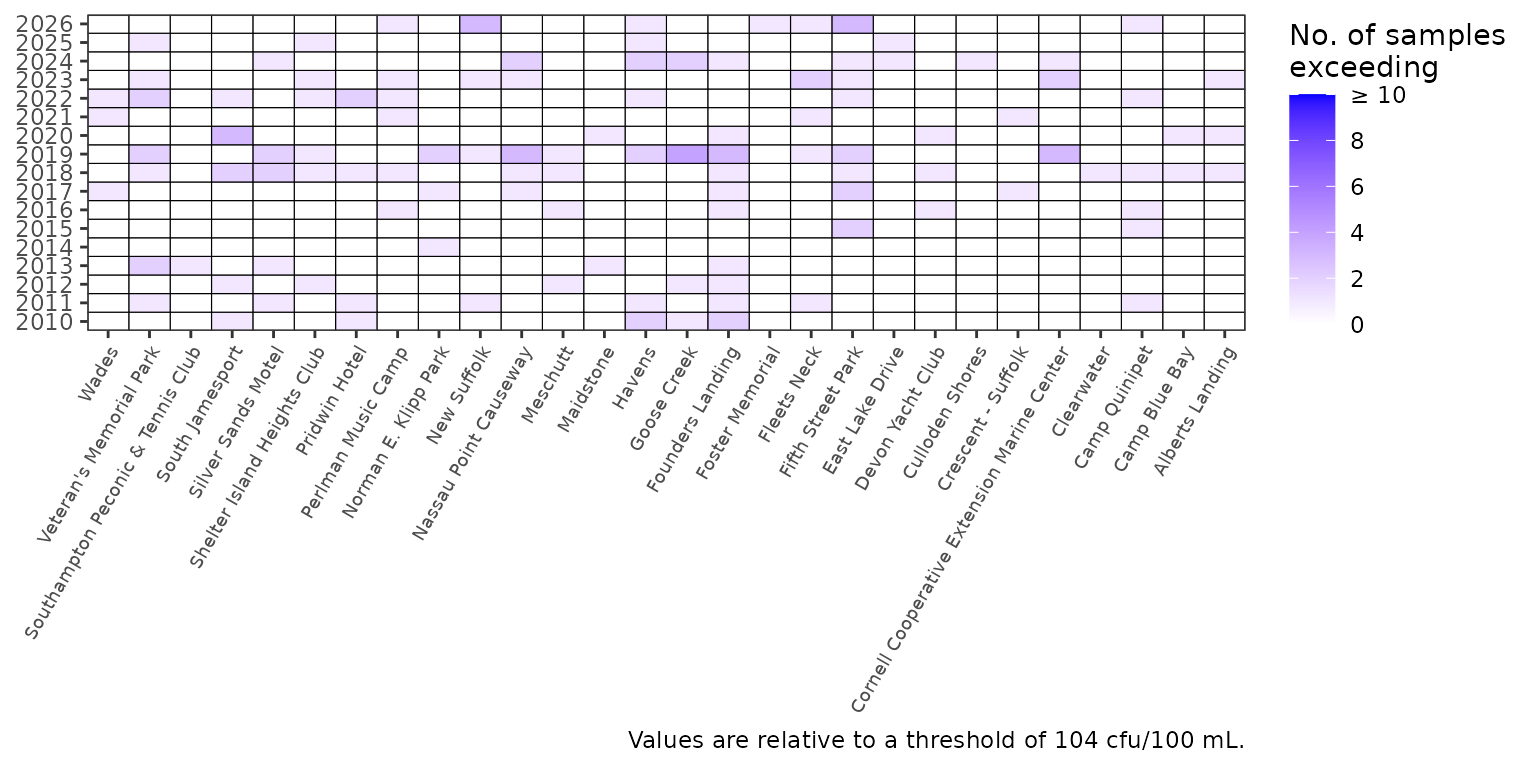 2026
2025
2024
2023
2022
2021
2020
2019
2018
2017
2016
2015
2014
2013
2012
2011
2010
Wades
Veteran's Memorial Park
Southampton Peconic & Tennis Club
South Jamesport
Silver Sands Motel
Shelter Island Heights Club
Pridwin Hotel
Perlman Music Camp
Norman E. Klipp Park
New Suffolk
Nassau Point Causeway
Meschutt
Maidstone
Havens
Goose Creek
Founders Landing
Foster Memorial
Fleets Neck
Fifth Street Park
East Lake Drive
Devon Yacht Club
Culloden Shores
Crescent - Suffolk
Cornell Cooperative Extension Marine Center
Clearwater
Camp Quinipet
Camp Blue Bay
Alberts Landing
No. of samples
exceeding
≥ 10
8
6
4
2
0
Values are relative to a threshold of 104 cfu/100 mL.